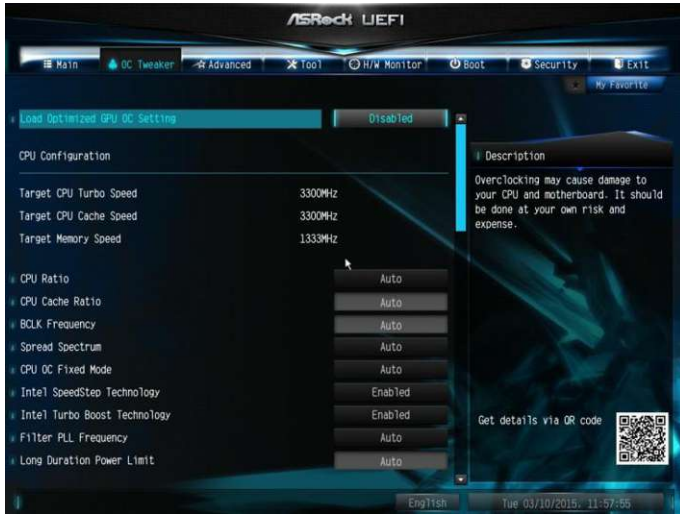 ASRock UEFI
Main
OC Tweaker
Advanced
Tool
H/W Monitor
Boot
Security
Exit
My Favorite
Load Optimized GPU OC Setting Disabled
CPU Configuration
Target CPU Turbo Speed 3300MHz
Target CPU Cache Speed 3300MHz
Target Memory Speed 1333MHz
CPU Ratio Auto
CPU Cache Ratio Auto
BCLK Frequency Auto
Spread Spectrum Auto
CPU OC Fixed Mode Auto
Intel SpeedStep Technology Enabled
Intel Turbo Boost Technology Enabled
Filter PLL Frequency Auto
Long Duration Power Limit Auto
Description
Overclocking may cause damage to
your CPU and motherboard. It should
be done at your own risk and
expense.
Get details via QR code
English
Tue 03/10/2015. 11:57:55